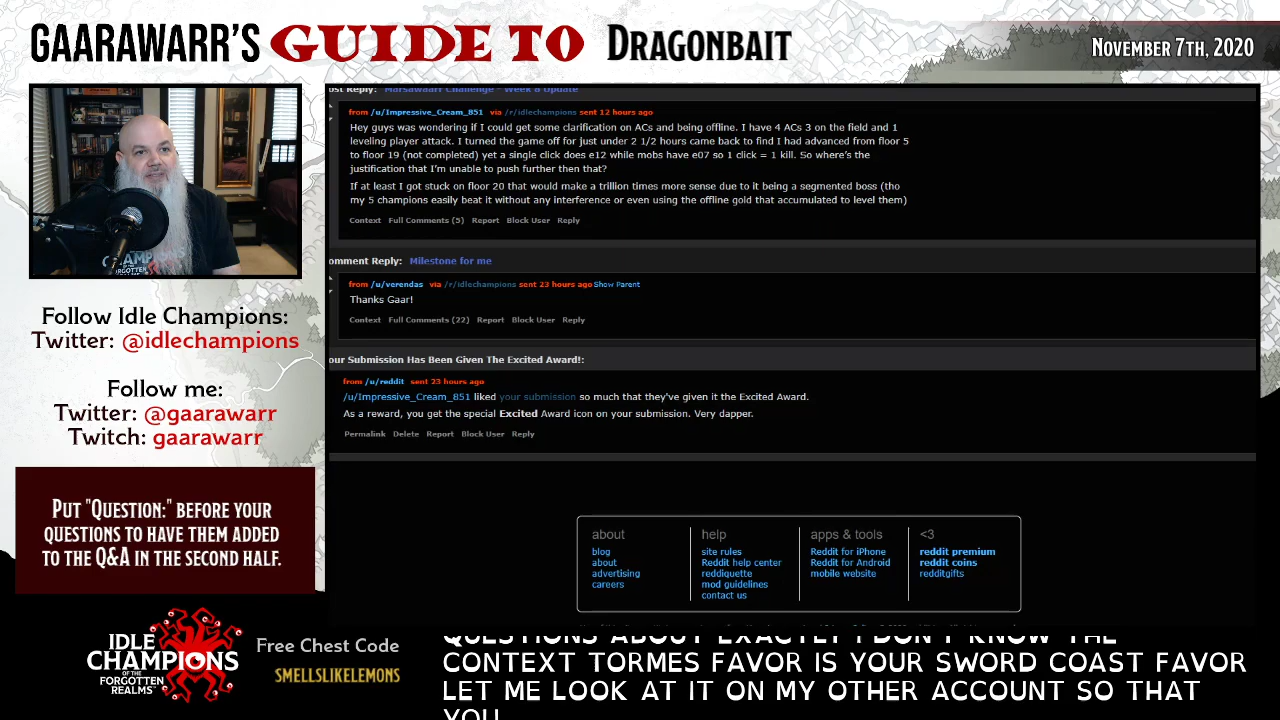 GAARAWARR'S GUIDE TO DRAGONBAIT
NOVEMBER 7TH, 2020
ost Reply: Marsawaarr Challenge - Week 8 Update
from /u/Impressive_Cream_851 via /r/idlechampions sent 12 hours ago
Hey guys was wondering if I could get some clarification on ACs and being offline. I have 4 ACs 3 on the field and 1
leveling player attack. I turned the game off for just under 2 1/2 hours came back to find I had advanced from floor 5
to floor 19 (not completed) yet a single click does e12 while mobs have e07 so 1 click = 1 kill. So where's the
justification that I'm unable to push further then that?
If at least I got stuck on floor 20 that would make a trillion times more sense due to it being a segmented boss (tho
my 5 champions easily beat it without any interference or even using the offline gold that accumulated to level them)
Context Full Comments (5) Report Block User Reply
omment Reply: Milestone for me
from /u/verendas via /r/idlechampions sent 23 hours ago Show Parent
Thanks Gaar!
Context Full Comments (22) Report Block User Reply
our Submission Has Been Given The Excited Award!:
from /u/reddit sent 23 hours ago
/u/Impressive_Cream_851 liked your submission so much that they've given it the Excited Award.
As a reward, you get the special Excited Award icon on your submission. Very dapper.
Permalink Delete Report Block User Reply
about
blog
about
advertising
careers
help
site rules
Reddit help center
reddiquette
mod guidelines
contact us
apps & tools
Reddit for iPhone
Reddit for Android
mobile website
<3
reddit premium
reddit coins
redditgifts
Follow Idle Champions:
Twitter: @idlechampions
Follow me:
Twitter: @gaarawarr
Twitch: gaarawarr
PUT "QUESTION:" BEFORE YOUR
QUESTIONS TO HAVE THEM ADDED
TO THE Q&A IN THE SECOND HALF.
IDLE
CHAMPIONS
OF THE
FORGOTTEN
REALMS
Free Chest Code
SMELLSLIKELEMONS
QUESTIONS ABOUT EXACTLY I DON'T KNOW THE
CONTEXT TORMES FAVOR IS YOUR SWORD COAST FAVOR
LET ME LOOK AT IT ON MY OTHER ACCOUNT SO THAT
YOU